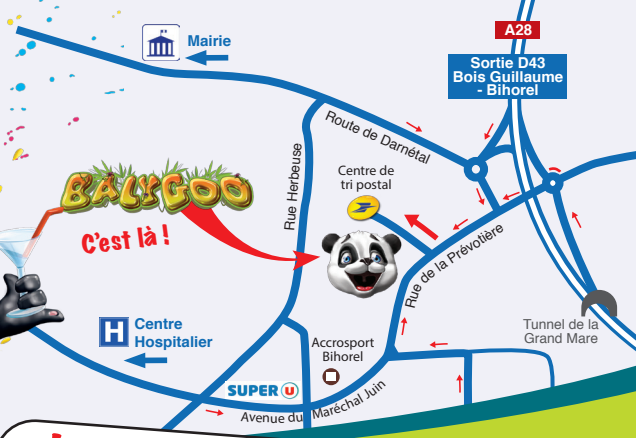 A28
Sortie D43
Bois Guillaume
- Bihorel
Mairie
Route de Darnétal
Rue Herbeuse
Centre de
tri postal
BALYGOO
C'est là !
Rue de la Prévotière
Tunnel de la
Grand Mare
H
Centre
Hospitalier
Accrosport
Bihorel
SUPER U
Avenue du Maréchal Juin